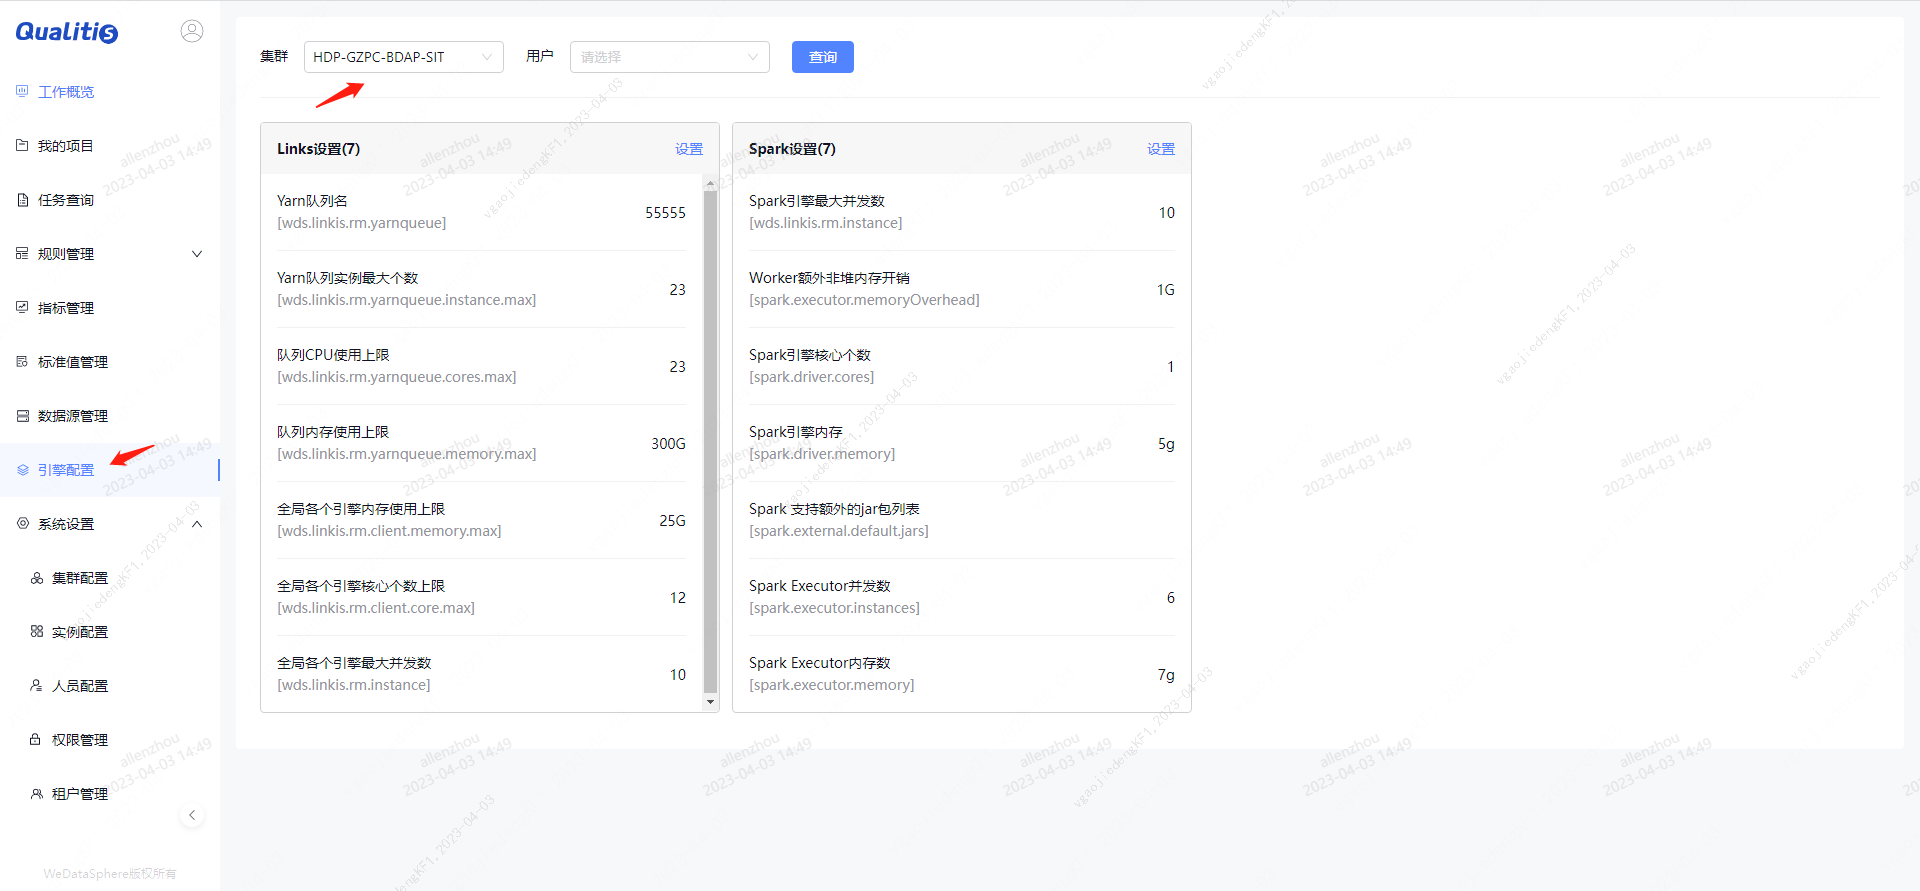 Qualitis
工作概览
我的项目
任务查询
规则管理
指标管理
标准值管理
数据源管理
引擎配置
系统设置
集群配置
实例配置
人员配置
权限管理
租户管理
WeDataSphere版权所有
集群 HDP-GZPC-BDAP-SIT 用户 请选择 查询
Links设置(7) 设置
Yarn队列名 55555
[wds.linkis.rm.yarnqueue]
Yarn队列实例最大个数 23
[wds.linkis.rm.yarnqueue.instance.max]
队列CPU使用上限 23
[wds.linkis.rm.yarnqueue.cores.max]
队列内存使用上限 300G
[wds.linkis.rm.yarnqueue.memory.max]
全局各个引擎内存使用上限 25G
[wds.linkis.rm.client.memory.max]
全局各个引擎核心个数上限 12
[wds.linkis.rm.client.core.max]
全局各个引擎最大并发数 10
[wds.linkis.rm.instance]
Spark设置(7) 设置
Spark引擎最大并发数 10
[wds.linkis.rm.instance]
Worker额外非堆内存开销 1G
[spark.executor.memoryOverhead]
Spark引擎核心个数 1
[spark.driver.cores]
Spark引擎内存 5g
[spark.driver.memory]
Spark 支持额外的jar包列表
[spark.external.default.jars]
Spark Executor并发数 6
[spark.executor.instances]
Spark Executor内存数 7g
[spark.executor.memory]
allenzhou
2023-04-03 14:49
vgaojiedengKF1, 2023-04-03